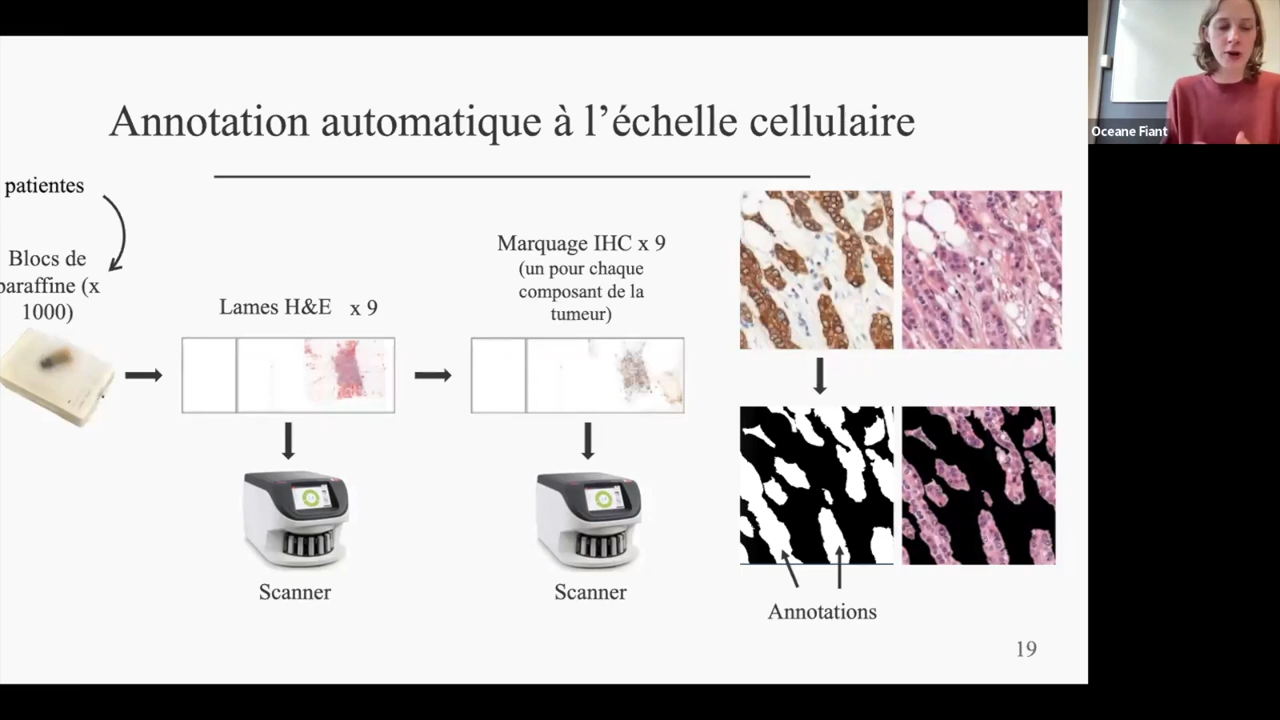 Annotation automatique à l’échelle cellulaire
patientes
Blocs de
paraffine (x
1000)
Lames H&E x 9
Marquage IHC x 9
(un pour chaque
composant de la
tumeur)
Scanner
Scanner
Annotations
19
Oceane Fiant